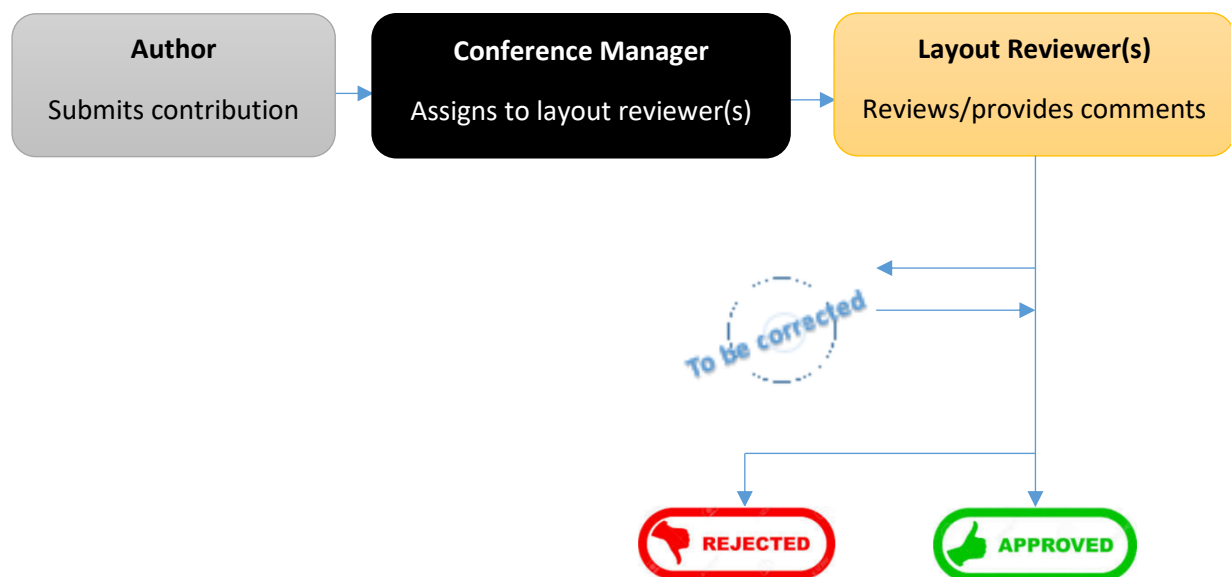 Author
Submits contribution
Conference Manager
Assigns to layout reviewer(s)
Layout Reviewer(s)
Reviews/provides comments
To be corrected
REJECTED
APPROVED